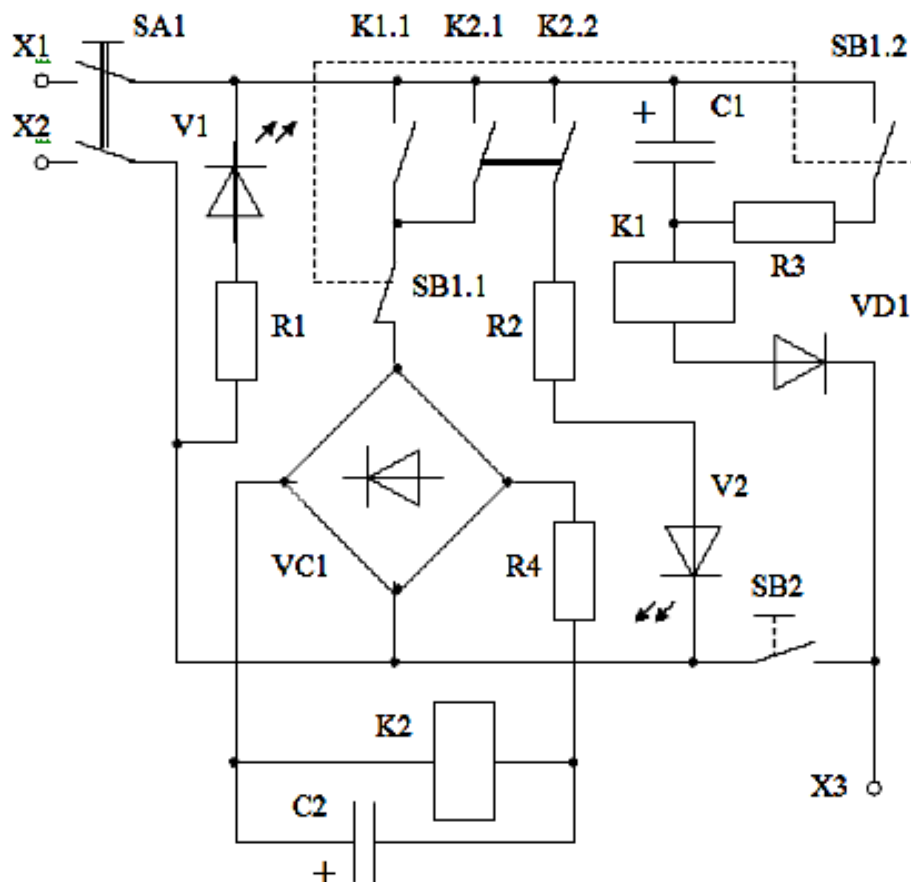 SA1 K1.1 K2.1 K2.2
X1 SB1.2
X2 V1 + C1
K1
SB1.1 R3
R1 R2 VD1
V2
VC1 R4 SB2
K2
X3
C2
+